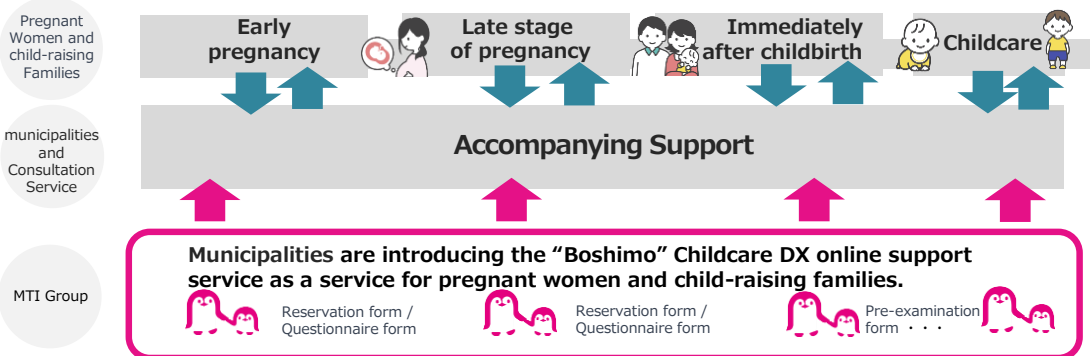 Pregnant
Women and
child-raising
Families
Early
pregnancy
Late stage
of pregnancy
Immediately
after childbirth
Childcare
municipalities
and
Consultation
Service
Accompanying Support
MTI Group
Municipalities are introducing the “Boshimo” Childcare DX online support
service as a service for pregnant women and child-raising families.
Reservation form /
Questionnaire form
Reservation form /
Questionnaire form
Pre-examination
form ・・・